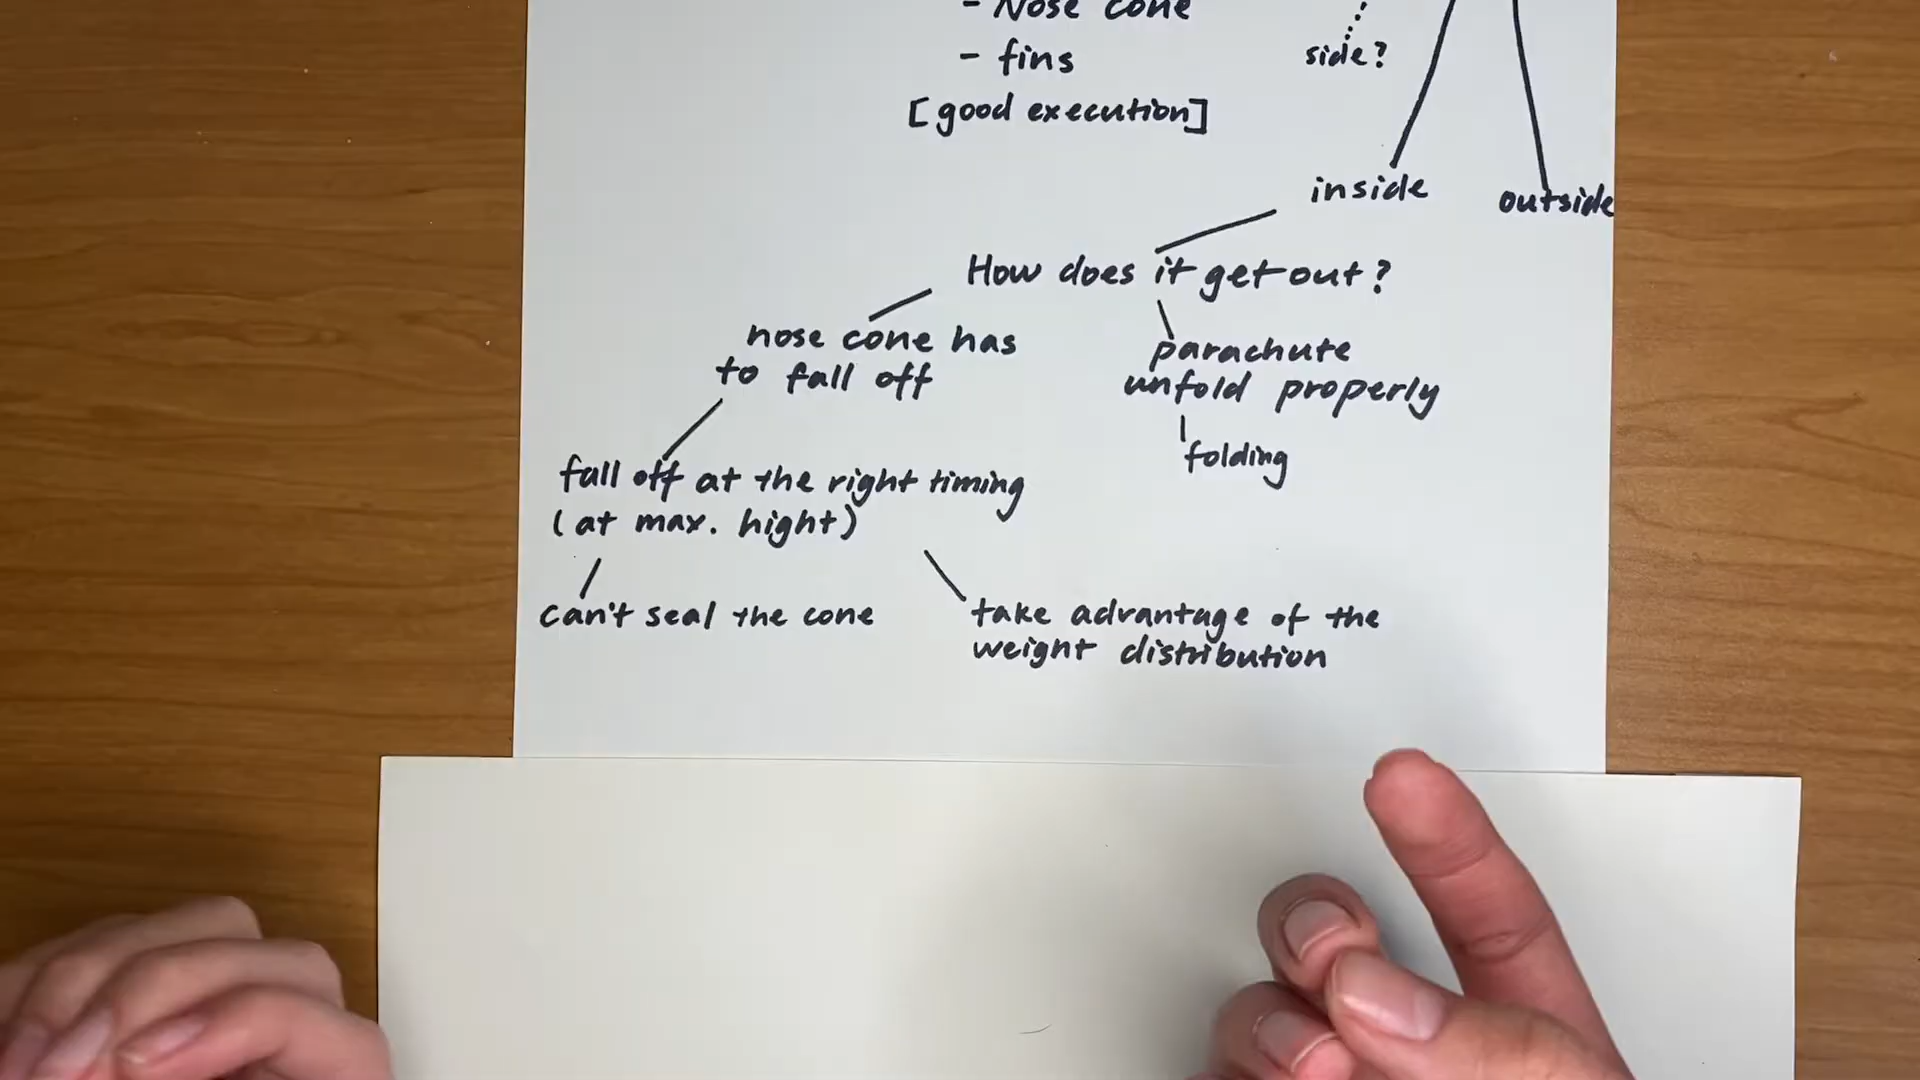 - Nose cone
- fins
[good execution]
side?
inside
outside
How does it get out?
nose cone has
to fall off
parachute
unfold properly
folding
fall off at the right timing
(at max. hight)
can't seal the cone
take advantage of the
weight distribution